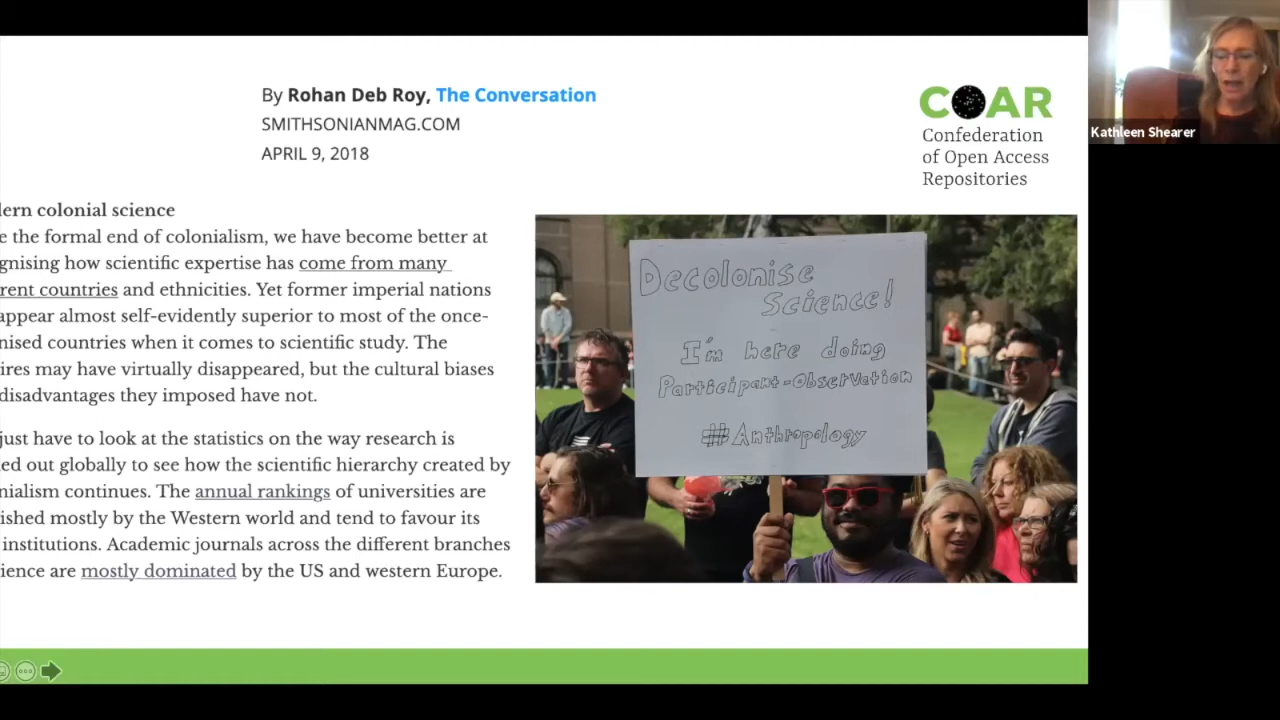 By Rohan Deb Roy, The Conversation
SMITHSONIANMAG.COM
APRIL 9, 2018
COAR
Confederation
of Open Access
Repositories
Kathleen Shearer
lern colonial science
e the formal end of colonialism, we have become better at
gnising how scientific expertise has come from many
rent countries and ethnicities. Yet former imperial nations
appear almost self-evidently superior to most of the once-
nised countries when it comes to scientific study. The
ires may have virtually disappeared, but the cultural biases
disadvantages they imposed have not.
just have to look at the statistics on the way research is
ed out globally to see how the scientific hierarchy created by
nialism continues. The annual rankings of universities are
ished mostly by the Western world and tend to favour its
institutions. Academic journals across the different branches
ience are mostly dominated by the US and western Europe.
Decolonise
Science!
I'm here doing
Participant-Observation
#Anthropology